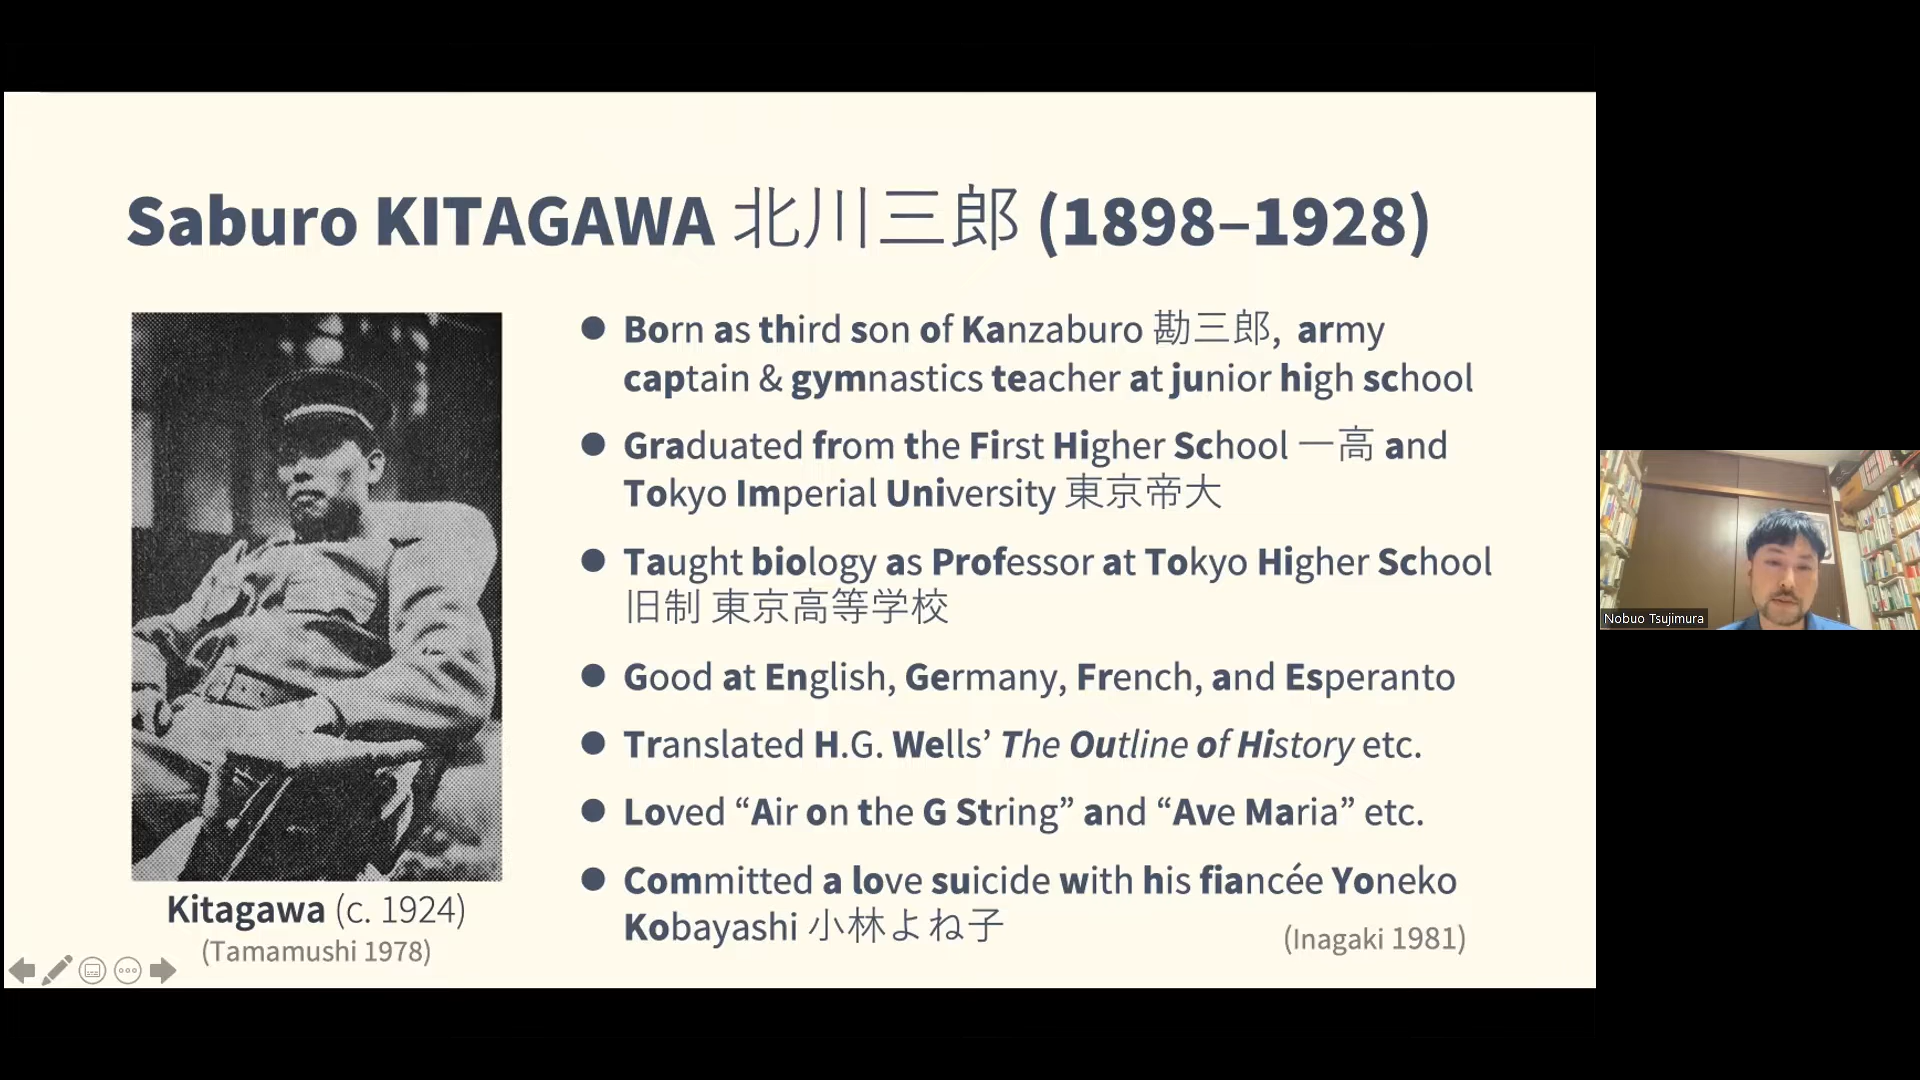 Saburo KITAGAWA 北川三郎 (1898–1928)
● Born as third son of Kanzaburo 勘三郎, army
captain & gymnastics teacher at junior high school
● Graduated from the First Higher School 一高 and
Tokyo Imperial University 東京帝大
● Taught biology as Professor at Tokyo Higher School
旧制 東京高等学校
● Good at English, Germany, French, and Esperanto
● Translated H.G. Wells’ The Outline of History etc.
● Loved “Air on the G String” and “Ave Maria” etc.
● Committed a love suicide with his fiancée Yoneko
Kobayashi 小林よね子
(Inagaki 1981)
Kitagawa (c. 1924)
(Tamamushi 1978)
Nobuo Tsujimura